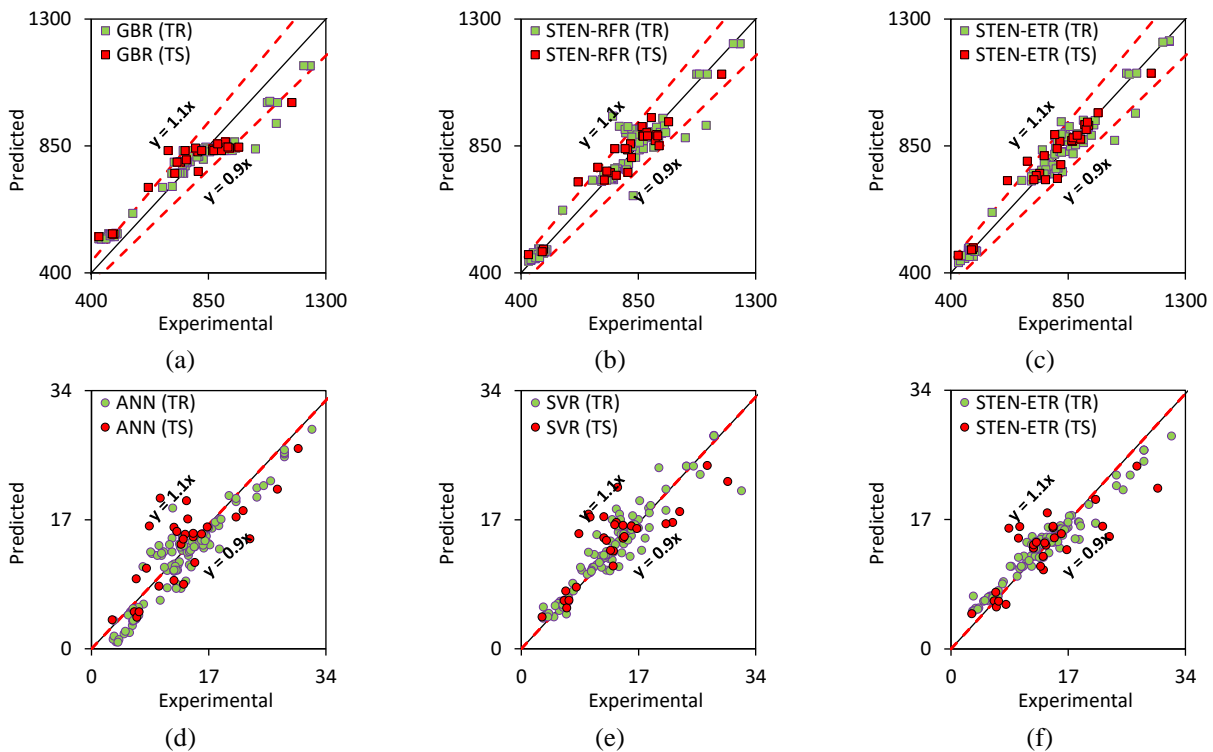 1300
GBR (TR)
GBR (TS)
y = 1.1x
850
Predicted
y = 0.9x
400
400 850 1300
Experimental
(a)
1300
STEN-RFR (TR)
STEN-RFR (TS)
y = 1.1x
850
Predicted
y = 0.9x
400
400 850 1300
Experimental
(b)
1300
STEN-ETR (TR)
STEN-ETR (TS)
y = 1.1x
850
Predicted
y = 0.9x
400
400 850 1300
Experimental
(c)
34
ANN (TR)
ANN (TS)
y = 1.1x
17
Predicted
y = 0.9x
0
0 17 34
Experimental
(d)
34
SVR (TR)
SVR (TS)
y = 1.1x
17
Predicted
y = 0.9x
0
0 17 34
Experimental
(e)
34
STEN-ETR (TR)
STEN-ETR (TS)
y = 1.1x
17
Predicted
y = 0.9x
0
0 17 34
Experimental
(f)